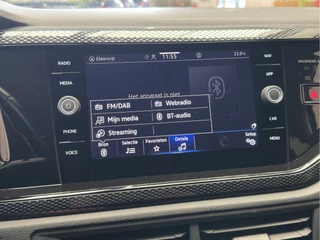 RADIO
MEDIA
PHONE
VOICE
11:55
22.0°C
Het apparaat is niet
FM/DAB
Webradio
Mijn media
BT-audio
Streaming
Bron
Selectie
Favorieten
Details
Setup
NAV
APP
CAR
MENU
PASSENGER